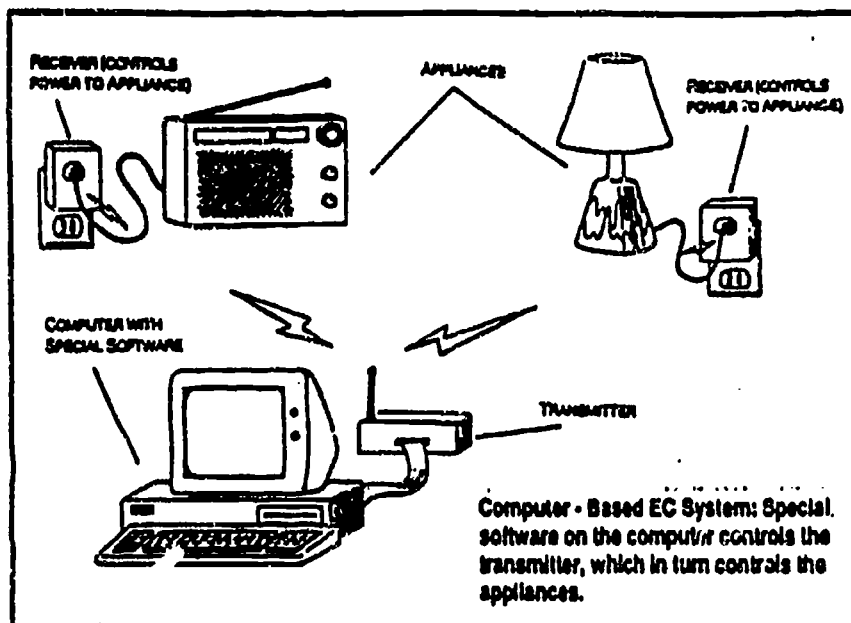 RECEIVER (CONTROLS
POWER TO APPLIANCE)
APPLIANCES
RECEIVER (CONTROLS
POWER TO APPLIANCE)
COMPUTER WITH
SPECIAL SOFTWARE
TRANSMITTER
Computer - Based EC System: Special
software on the computer controls the
transmitter, which in turn controls the
appliances.